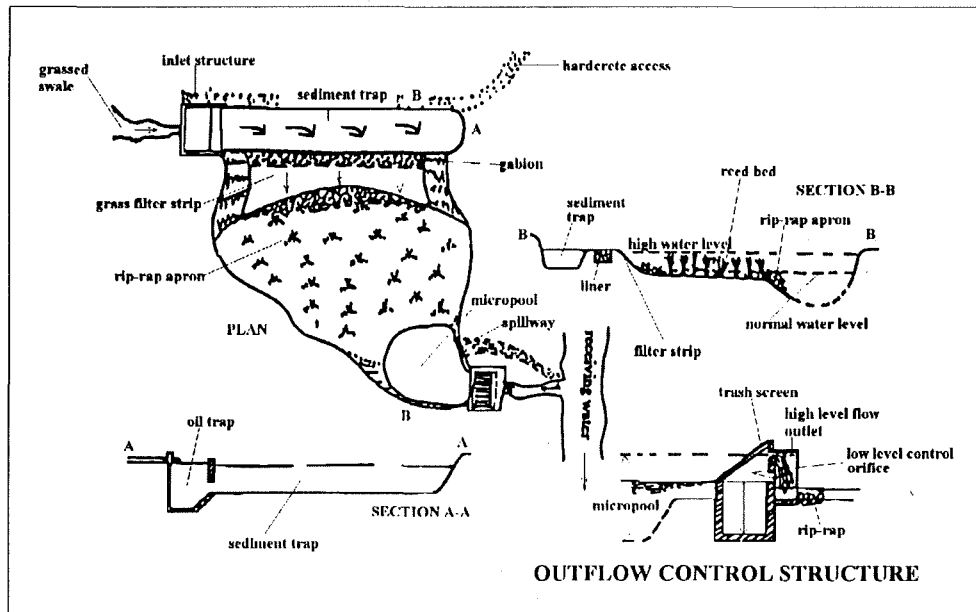 grassed
swale
inlet structure
sediment trap
B
hardcrete access
A
gabion
grass filter strip
rip-rap apron
PLAN
micropool
spillway
B
receiving water
reed bed
SECTION B-B
sediment
trap
rip-rap apron
B
high water level
B
liner
normal water level
filter strip
A
oil trap
A
SECTION A-A
sediment trap
trash screen
high level flow
outlet
low level control
orifice
micropool
rip-rap
OUTFLOW CONTROL STRUCTURE